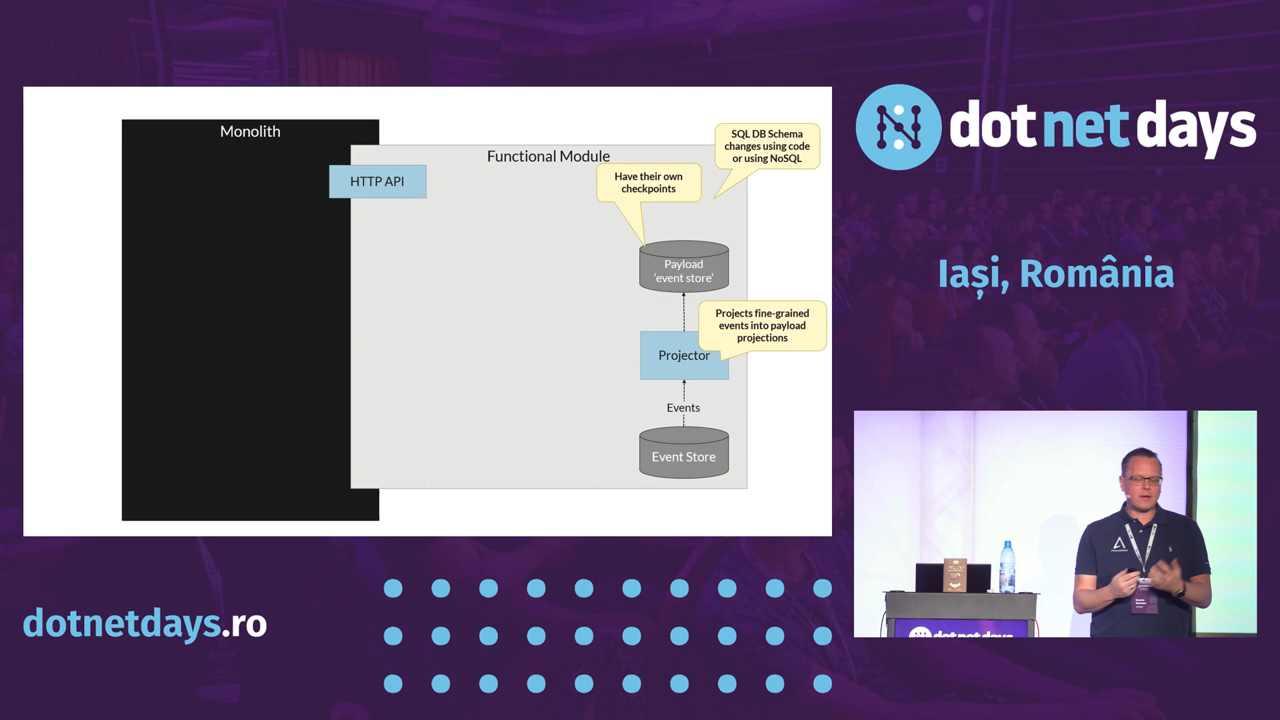 Monolith
HTTP API
Functional Module
SQL DB Schema
changes using code
or using NoSQL
Have their own
checkpoints
Payload
'event store'
Projects fine-grained
events into payload
projections
Projector
Events
Event Store
dotnetdays
Iași, România
dotnetdays.ro
dotnetdays